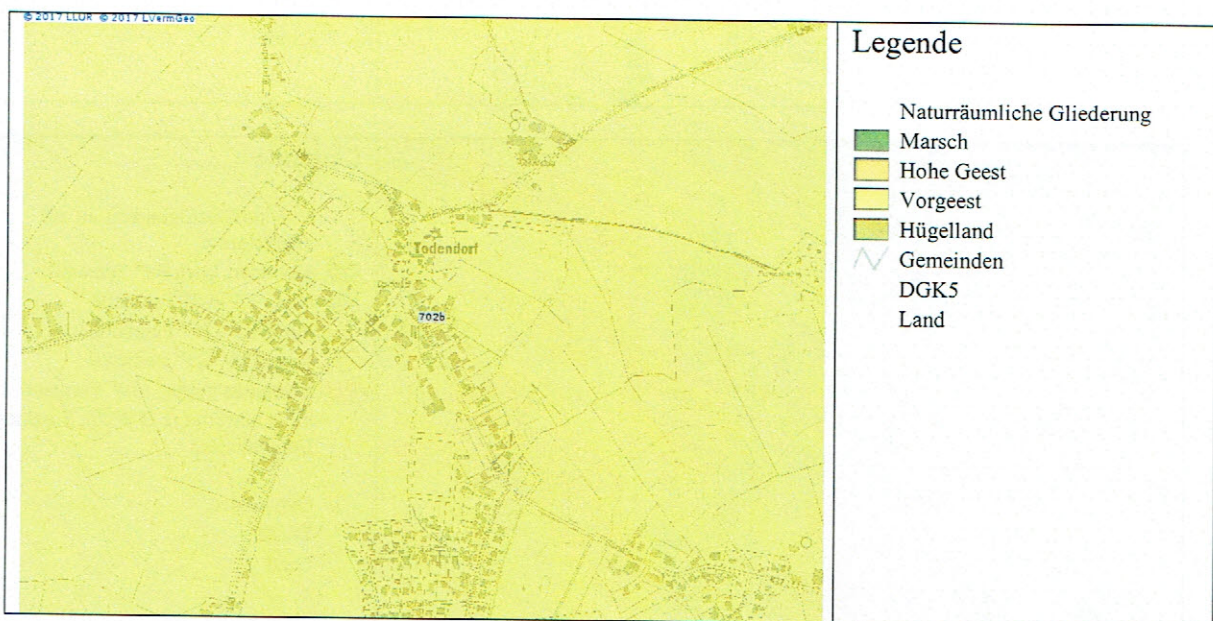 © 2017 LLUR © 2017 LVermGeo
Todendorf
702b
Legende
Naturräumliche Gliederung
Marsch
Hohe Geest
Vorgeest
Hügelland
Gemeinden
DGK5
Land